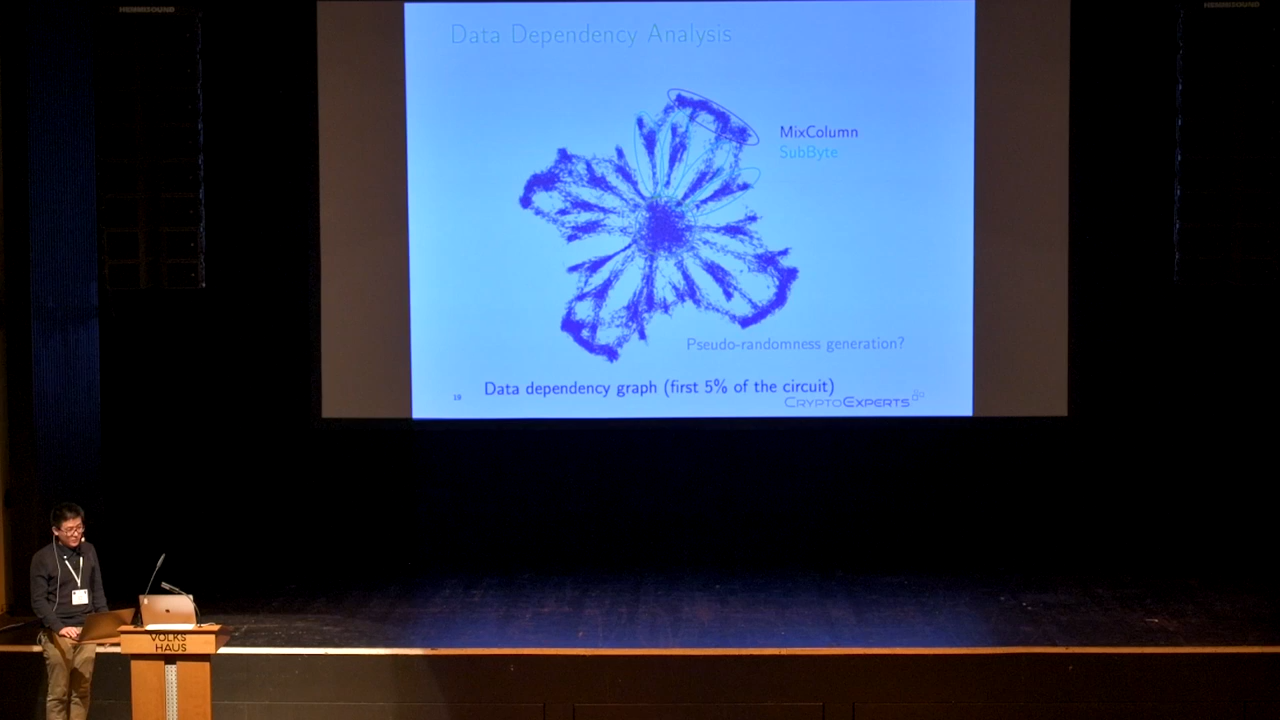 Data Dependency Analysis
MixColumn
SubByte
Pseudo-randomness generation?
Data dependency graph (first 5% of the circuit)
CRYPTOEXPERTS
VOLKS
HAUS